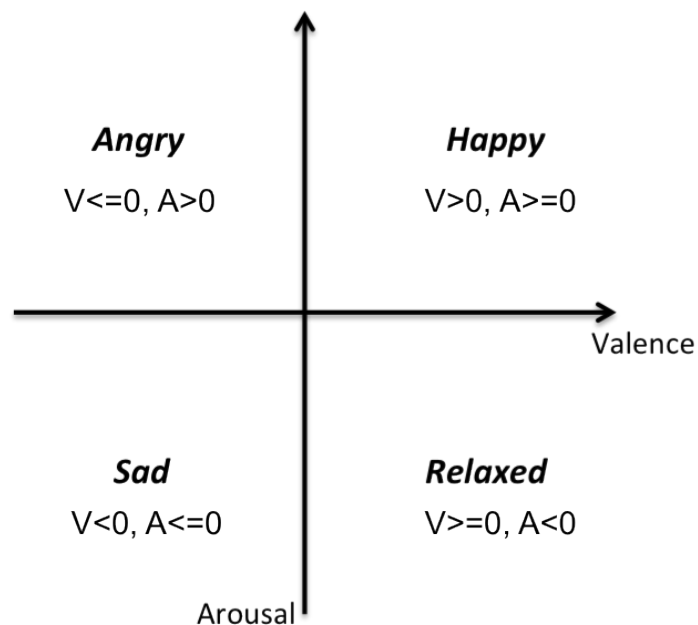 Angry
V<=0, A>0
Happy
V>0, A>=0
Valence
Sad
V<0, A<=0
Relaxed
V>=0, A<0
Arousal